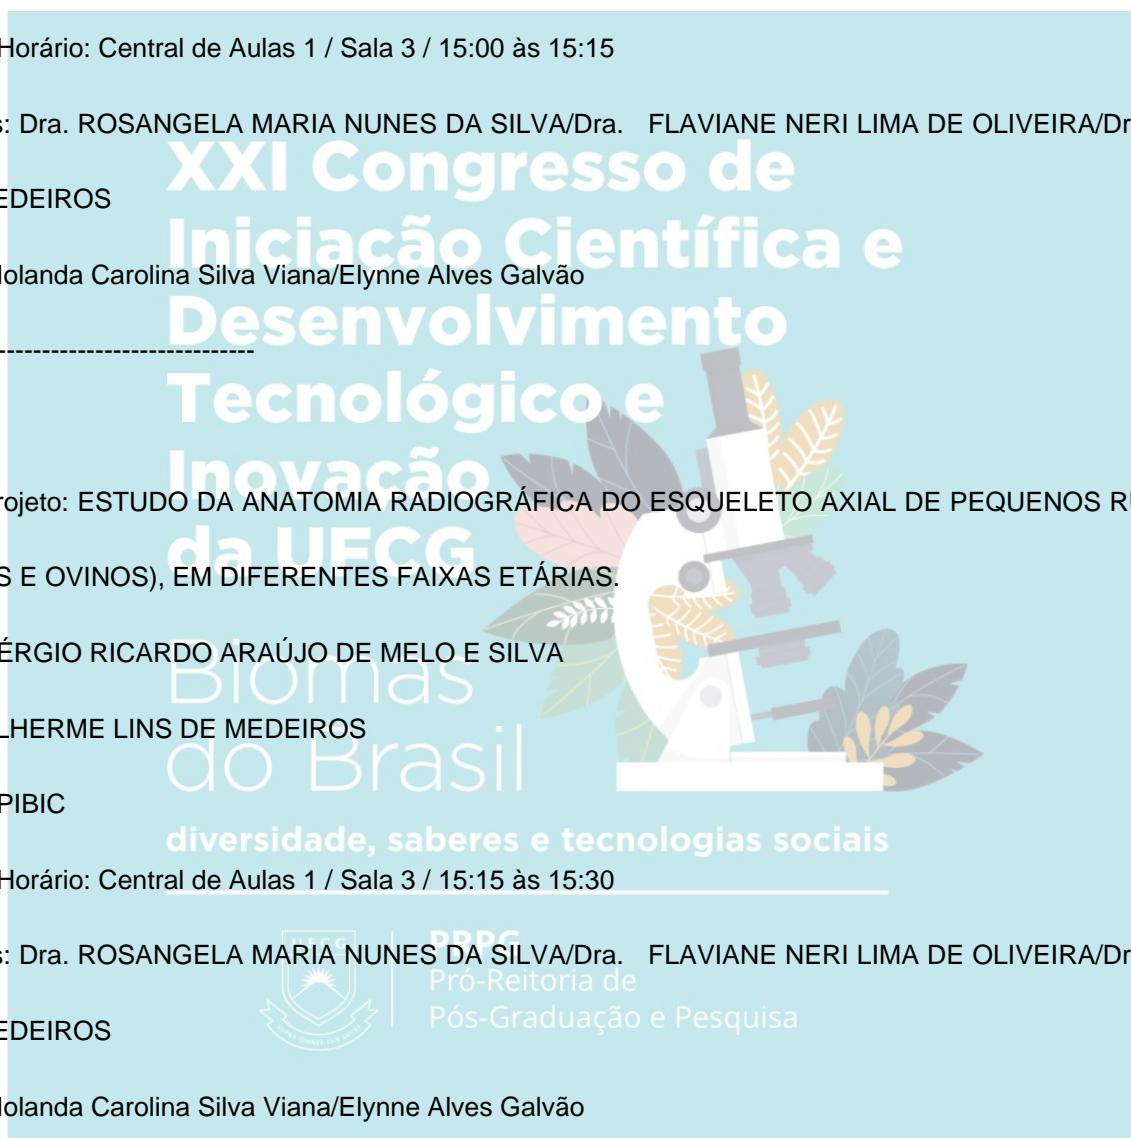 Horário: Central de Aulas 1 / Sala 3 / 15:00 às 15:15
s: Dra. ROSANGELA MARIA NUNES DA SILVA/Dra. FLAVIANE NERI LIMA DE OLIVEIRA/Dr
XXI Congresso de
EDEIROS
Iniciação Científica e
olanda Carolina Silva Viana/Elynne Alves Galvão
Desenvolvimento
-----------------------------
Tecnológico e
Inovação
rojeto: ESTUDO DA ANATOMIA RADIOGRÁFICA DO ESQUELETO AXIAL DE PEQUENOS RU
da UFCG
S E OVINOS), EM DIFERENTES FAIXAS ETÁRIAS.
ÉRGIO RICARDO ARAÚJO DE MELO E SILVA
Biomas
LHERME LINS DE MEDEIROS
do Brasil
PIBIC
diversidade, saberes e tecnologias sociais
Horário: Central de Aulas 1 / Sala 3 / 15:15 às 15:30
UFCG
PRPG
s: Dra. ROSANGELA MARIA NUNES DA SILVA/Dra. FLAVIANE NERI LIMA DE OLIVEIRA/Dr
Pró-Reitoria de
Pós-Graduação e Pesquisa
EDEIROS
olanda Carolina Silva Viana/Elynne Alves Galvão